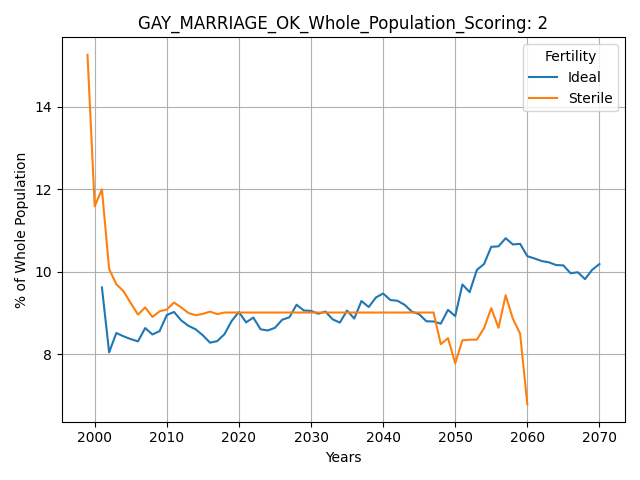 GAY_MARRIAGE_OK_Whole_Population_Scoring: 2
Fertility
Ideal
Sterile
% of Whole Population
14
12
10
8
2000 2010 2020 2030 2040 2050 2060 2070
Years